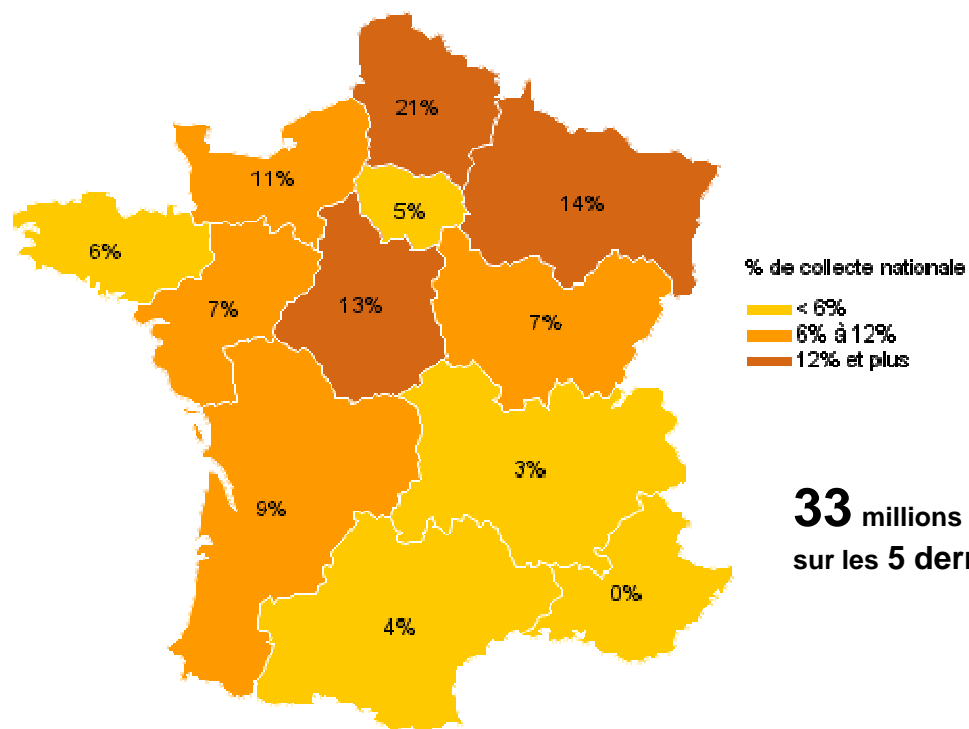 21%
11%
14%
5%
6%
7%
13%
7%
3%
9%
0%
4%
% de collecte nationale
< 6%
6% à 12%
12% et plus
33 millions
sur les 5